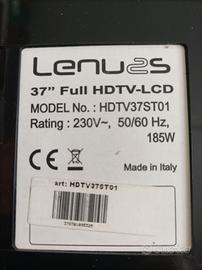 Lenuss
37" Full HDTV-LCD
MODEL No. : HDTV37ST01
Rating : 230V~, 50/60 Hz,
185W
CE
Made in Italy
art: HDTV37ST01